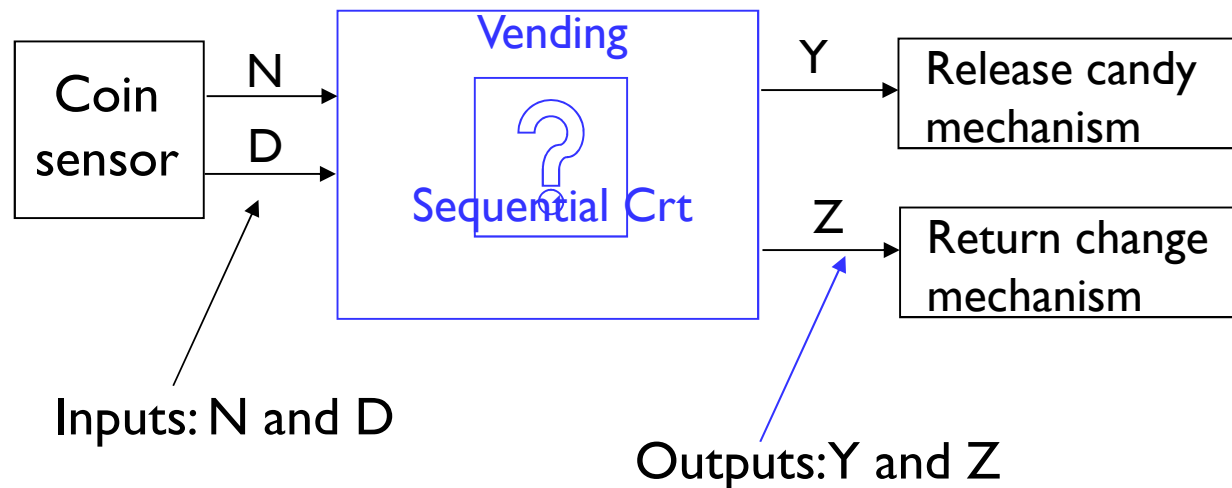 Vending
Coin
sensor
N
D
?
Sequential Crt
Y
Release candy
mechanism
Z
Return change
mechanism
Inputs: N and D
Outputs: Y and Z